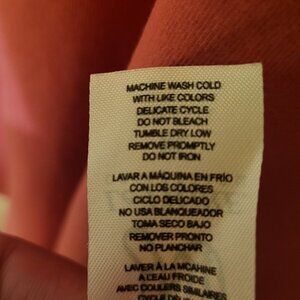 MACHINE WASH COLD
WITH LIKE COLORS
DELICATE CYCLE
DO NOT BLEACH
TUMBLE DRY LOW
REMOVE PROMPTLY
DO NOT IRON
LAVAR A MÁQUINA EN FRÍO
CON LOS COLORES
CICLO DELICADO
NO USA BLANQUEADOR
TOMA SECO BAJO
REMOVER PRONTO
NO PLANCHAR
LAVER À LA MCAHINE
A L'EAU FROIDE
AVEC COULEURS SIMILAIRES
CYCLE DELICAT